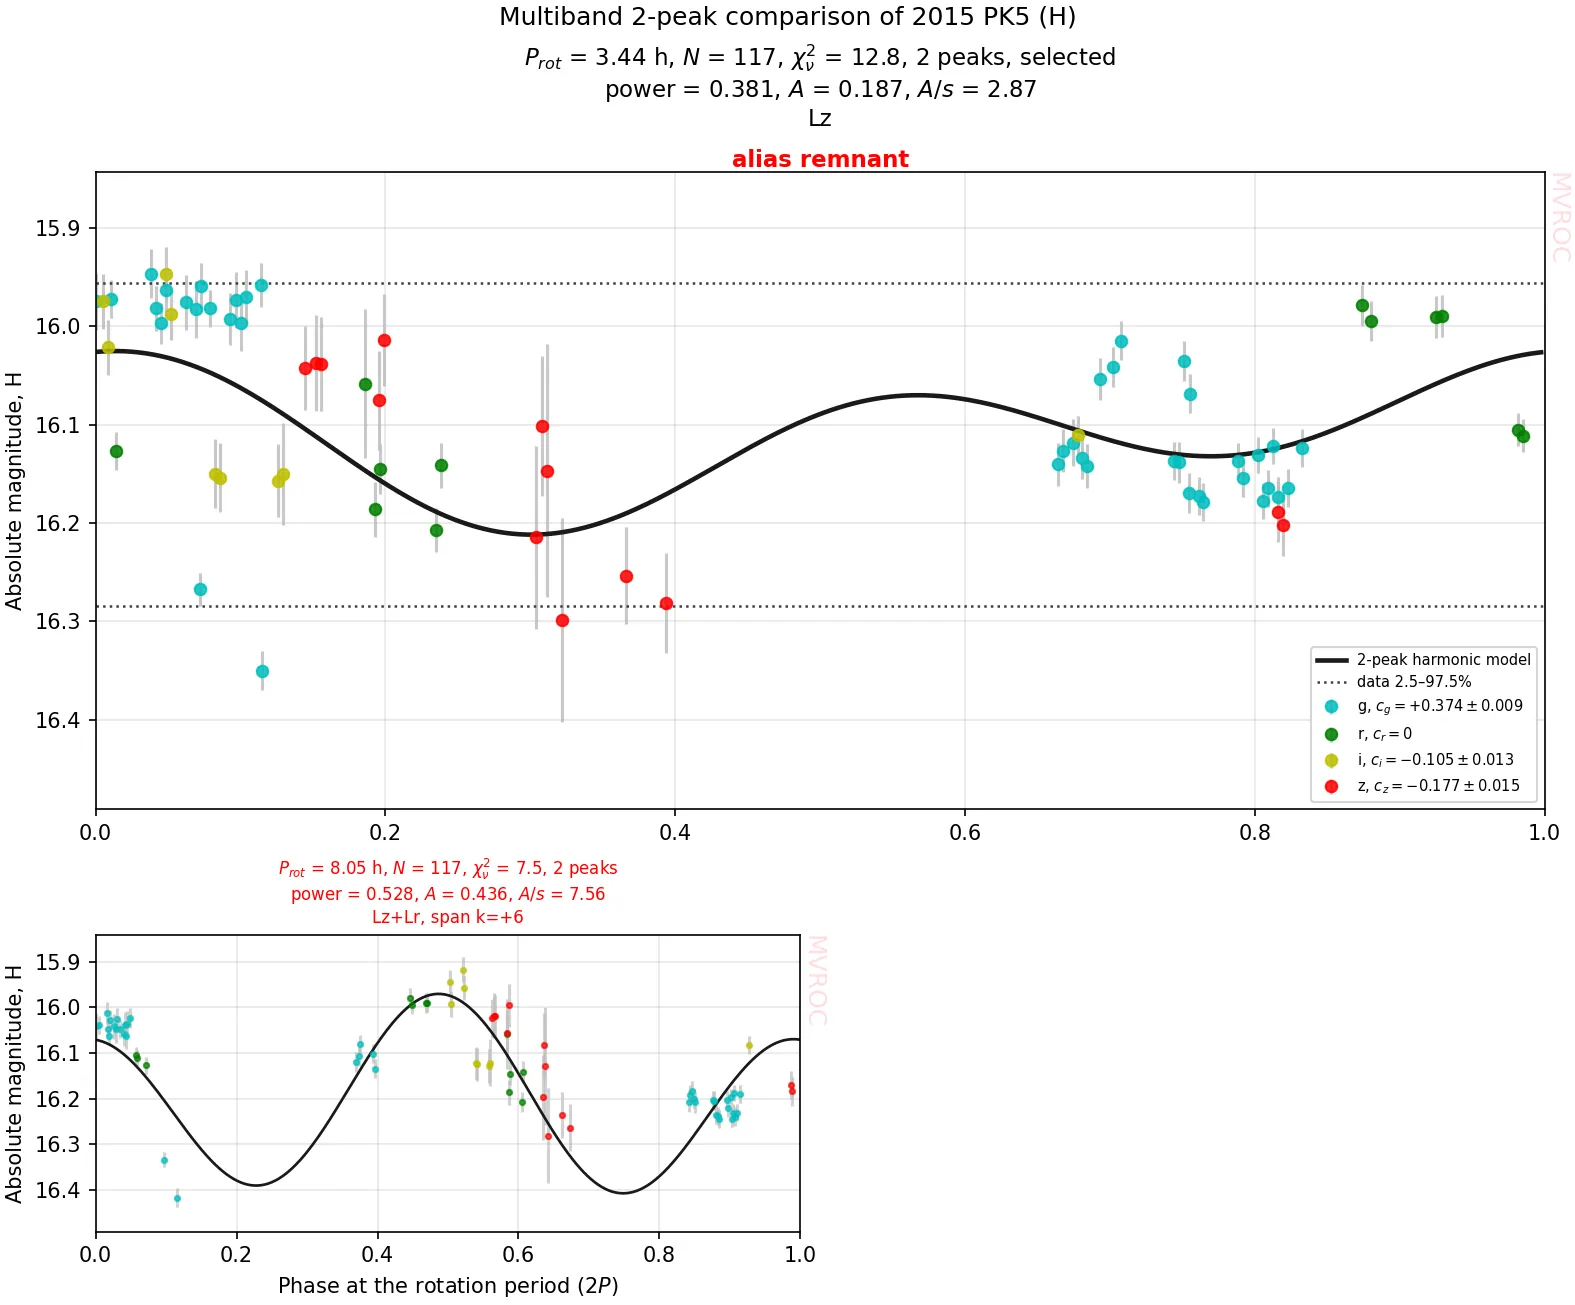 Multiband 2-peak comparison of 2015 PK5 (H)
P_rot = 3.44 h, N = 117, χ²_ν = 12.8, 2 peaks, selected
power = 0.381, A = 0.187, A/s = 2.87
Lz
alias remnant
MVROC
Absolute magnitude, H
15.9
16.0
16.1
16.2
16.3
16.4
2-peak harmonic model
data 2.5–97.5%
g, c_g = +0.374 ± 0.009
r, c_r = 0
i, c_i = −0.105 ± 0.013
z, c_z = −0.177 ± 0.015
0.0 0.2 0.4 0.6 0.8 1.0
P_rot = 8.05 h, N = 117, χ²_ν = 7.5, 2 peaks
power = 0.528, A = 0.436, A/s = 7.56
Lz+Lr, span k=+6
MVROC
Absolute magnitude, H
15.9
16.0
16.1
16.2
16.3
16.4
0.0 0.2 0.4 0.6 0.8 1.0
Phase at the rotation period (2P)